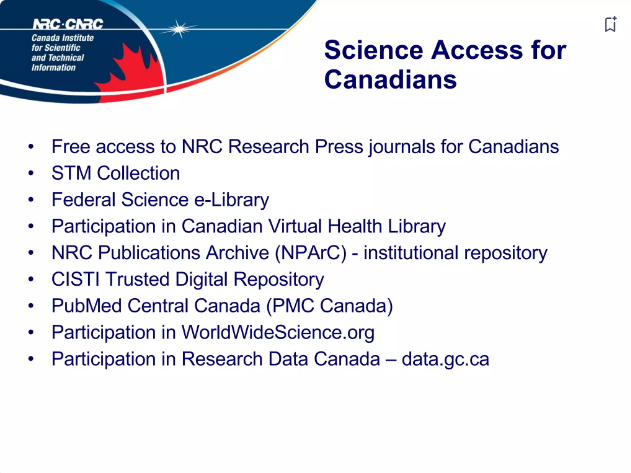 NRC·CNRC
Canada Institute
for Scientific
and Technical
Information
Science Access for
Canadians
• Free access to NRC Research Press journals for Canadians
• STM Collection
• Federal Science e-Library
• Participation in Canadian Virtual Health Library
• NRC Publications Archive (NPArC) - institutional repository
• CISTI Trusted Digital Repository
• PubMed Central Canada (PMC Canada)
• Participation in WorldWideScience.org
• Participation in Research Data Canada – data.gc.ca